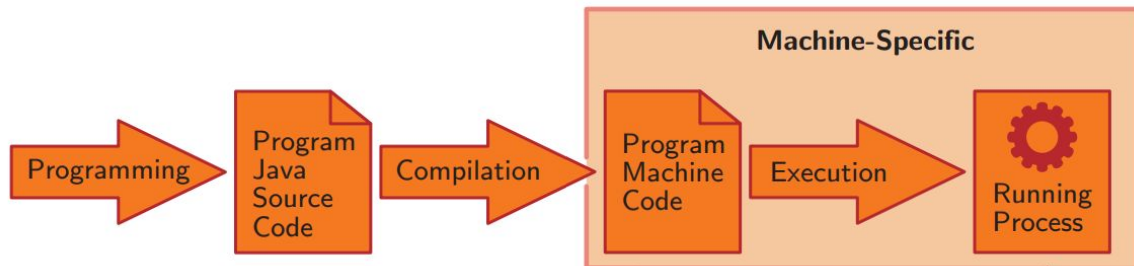 Machine-Specific
Programming
Program
Java
Source
Code
Compilation
Program
Machine
Code
Execution
Running
Process